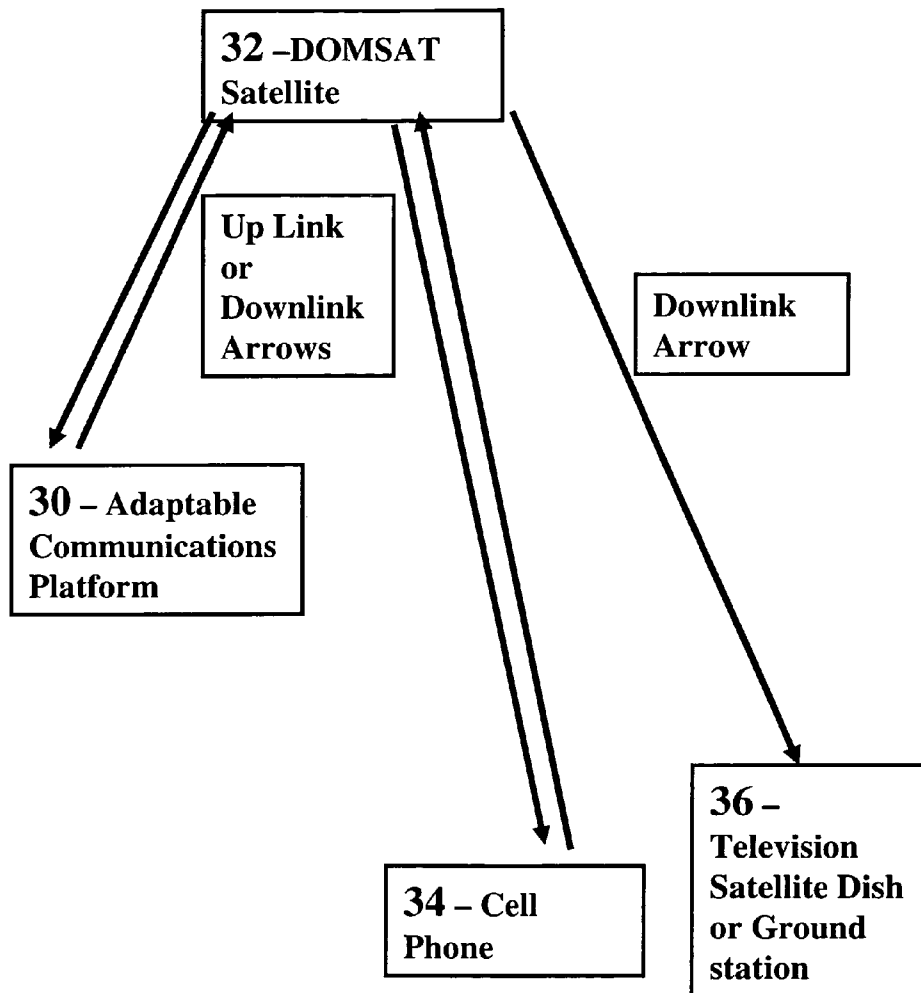 32 –DOMSAT
Satellite
Up Link
or
Downlink
Arrows
Downlink
Arrow
30 – Adaptable
Communications
Platform
36 –
Television
Satellite Dish
or Ground
station
34 – Cell
Phone